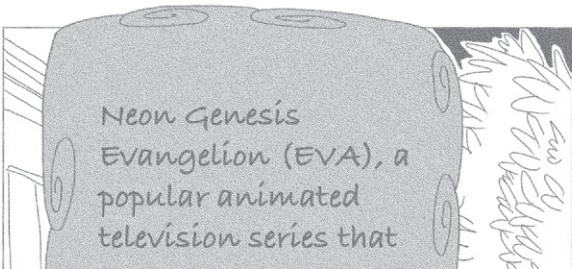 Neon Genesis
Evangelion (EVA), a
popular animated
television series that